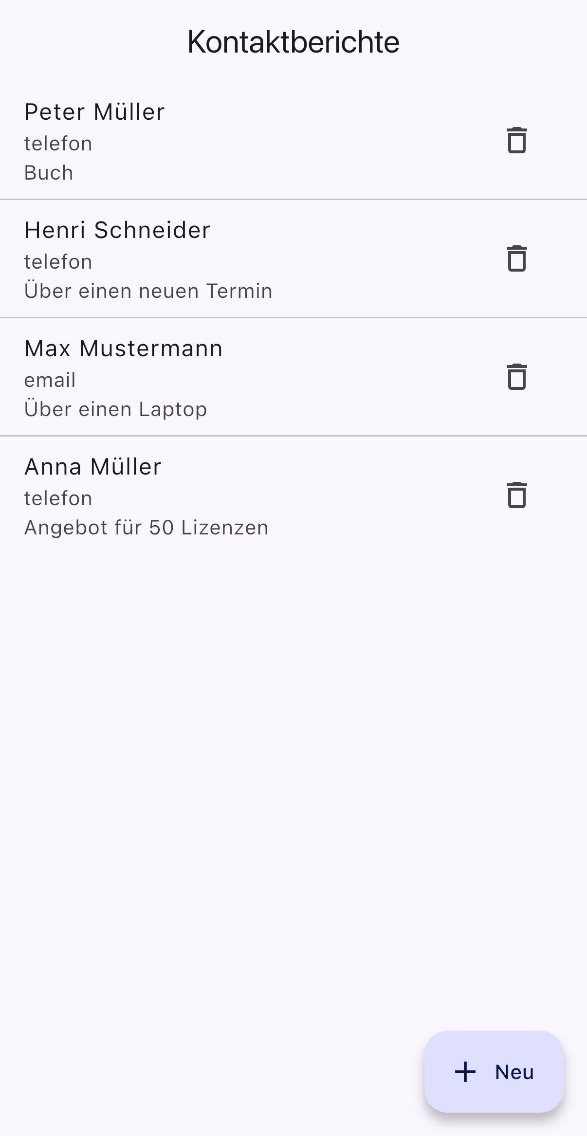 Kontaktberichte
Peter Müller
telefon
Buch
Henri Schneider
telefon
Über einen neuen Termin
Max Mustermann
email
Über einen Laptop
Anna Müller
telefon
Angebot für 50 Lizenzen
+ Neu